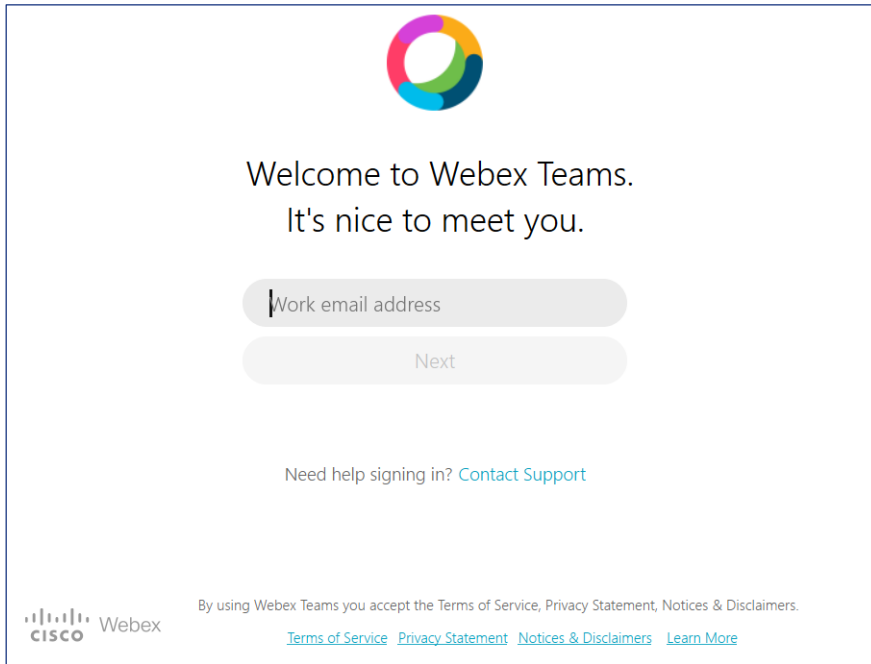 Welcome to Webex Teams.
It's nice to meet you.
Work email address
Next
Need help signing in? Contact Support
By using Webex Teams you accept the Terms of Service, Privacy Statement, Notices & Disclaimers.
CISCO Webex
Terms of Service Privacy Statement Notices & Disclaimers Learn More